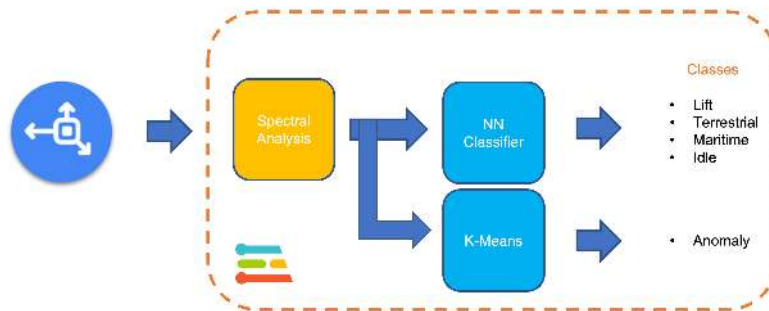 Classes
Spectral
Analysis
NN
Classifier
• Lift
• Terrestrial
• Maritime
• Idle
K-Means
• Anomaly